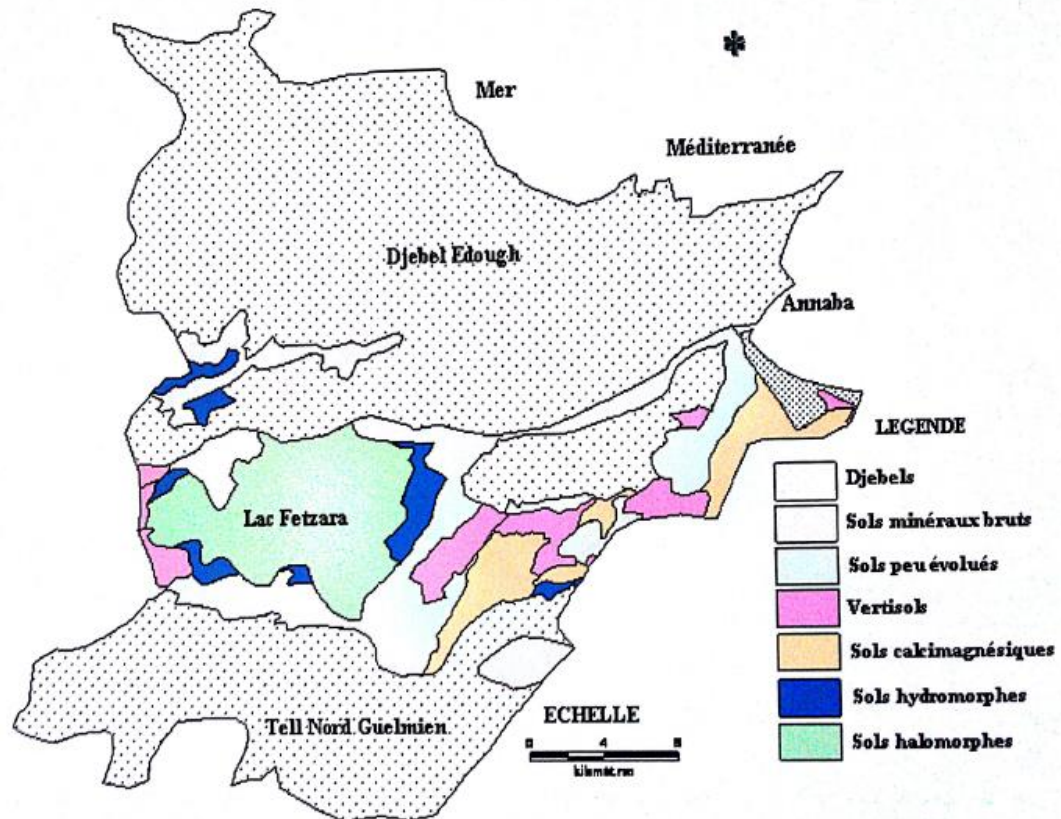 Mer
Méditerranée
Djebel Edough
Annaba
Lac Fetzara
Tell Nord Guelmien
LEGENDE
Djebels
Sols minéraux bruts
Sols peu évolués
Vertisols
Sols calcimagnésiques
Sols hydromorphes
Sols halomorphes
ECHELLE
0 4 8